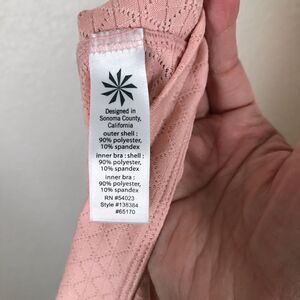 Designed in
Sonoma County,
California
outer shell :
90% polyester,
10% spandex
inner bra : shell :
90% polyester,
10% spandex
inner bra :
90% polyester,
10% spandex
RN #54023
Style #138384
#65170